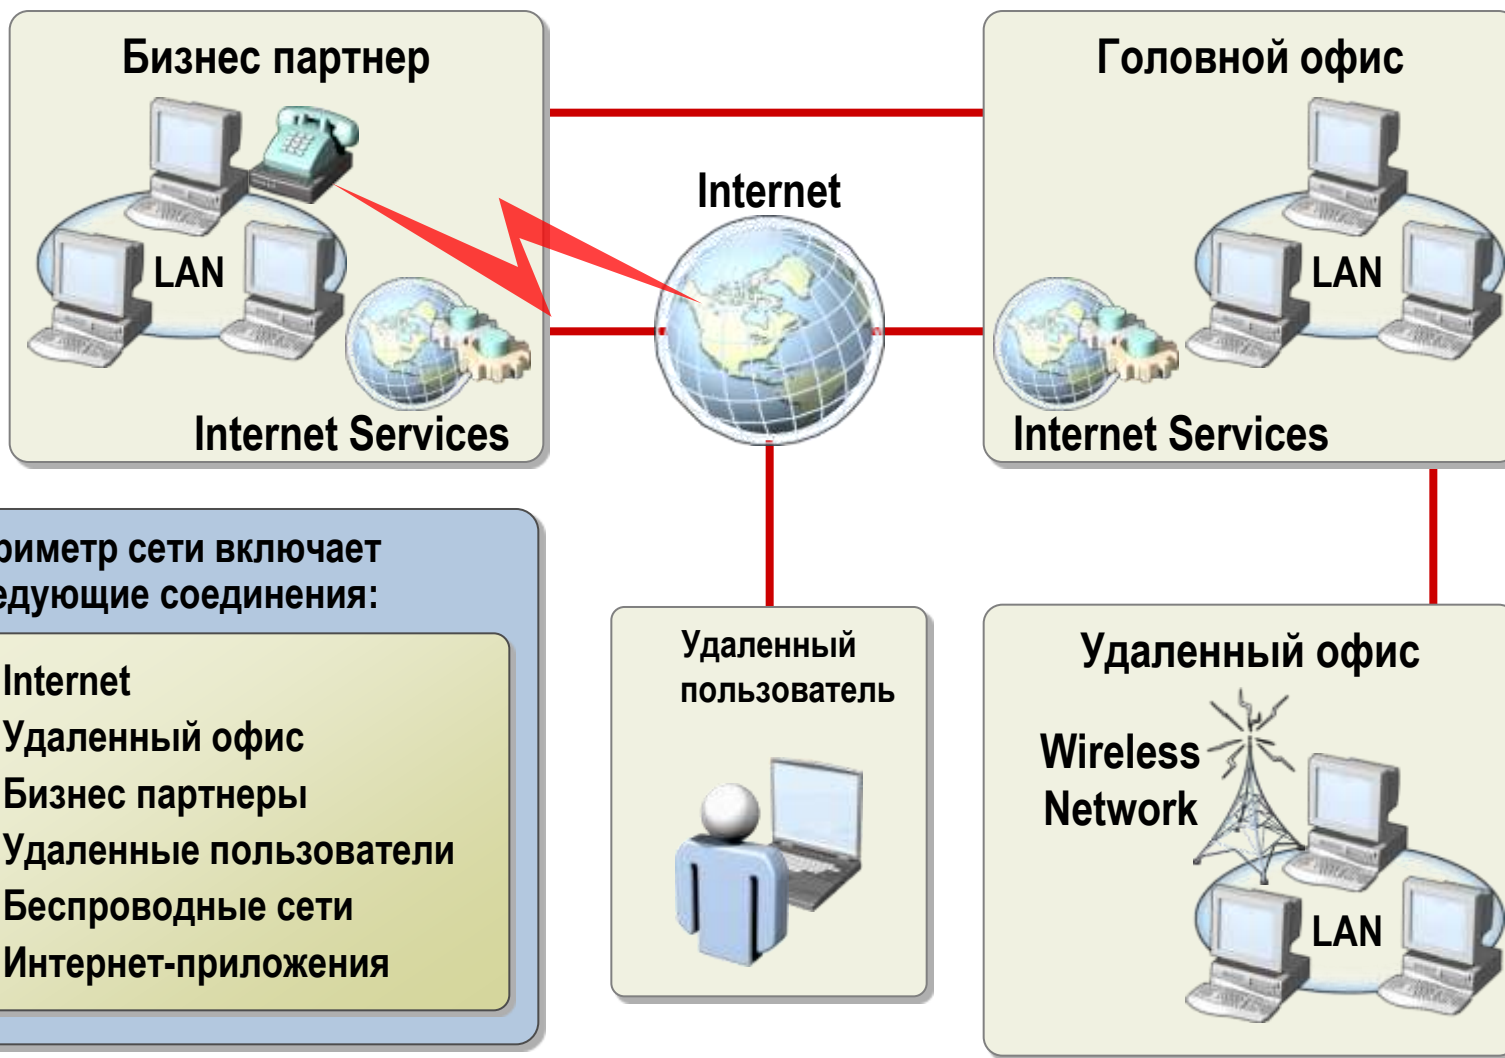 Бизнес партнер
LAN
Internet Services
Internet
Головной офис
LAN
Internet Services
риметр сети включает
едующие соединения:
Internet
Удаленный офис
Бизнес партнеры
Удаленные пользователи
Беспроводные сети
Интернет-приложения
Удаленный
пользователь
Удаленный офис
Wireless
Network
LAN